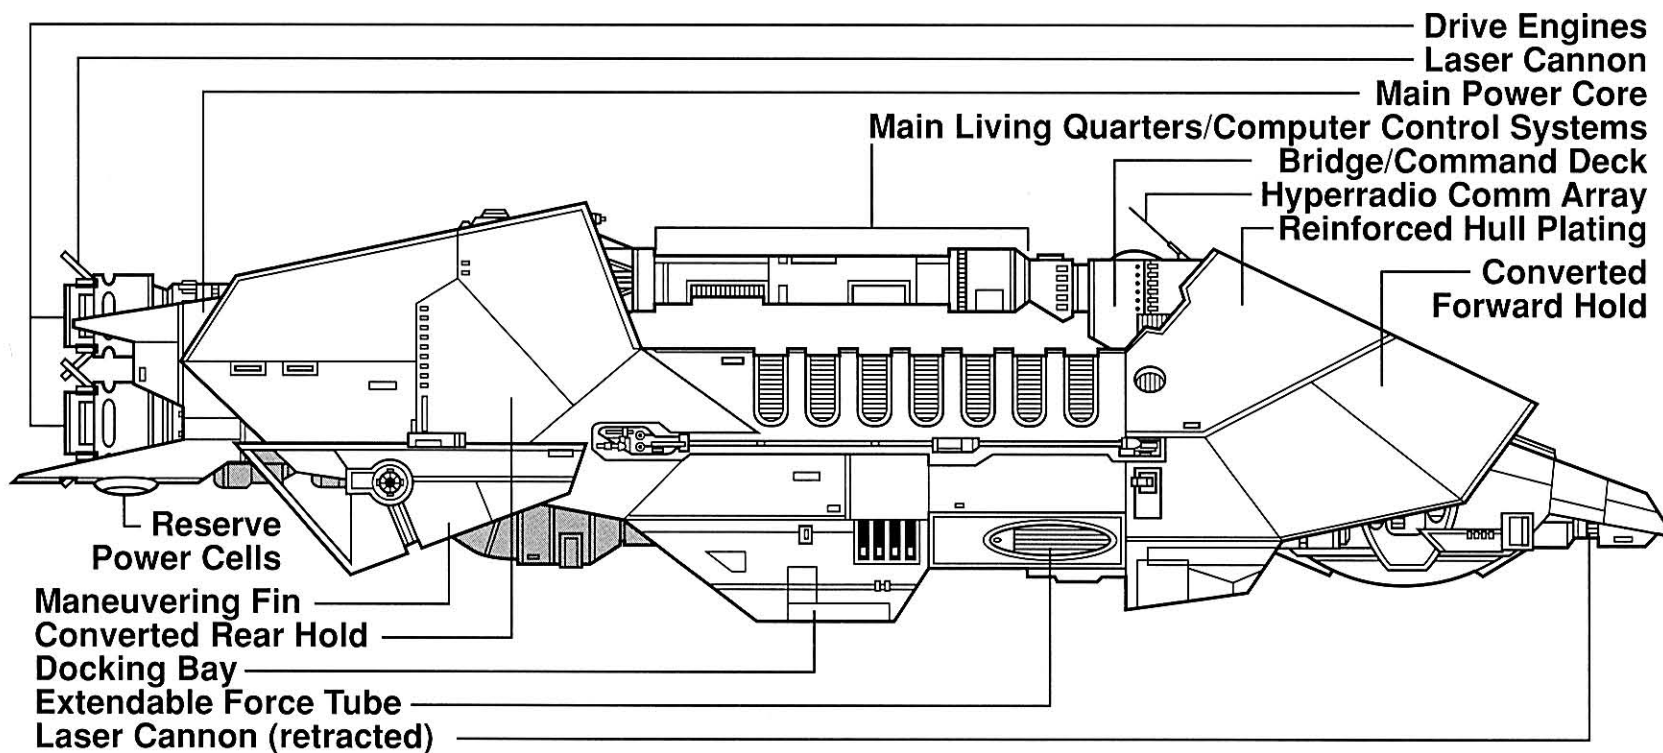 Drive Engines
Laser Cannon
Main Power Core
Main Living Quarters/Computer Control Systems
Bridge/Command Deck
Hyperradio Comm Array
Reinforced Hull Plating
Converted
Forward Hold
Reserve
Power Cells
Maneuvering Fin
Converted Rear Hold
Docking Bay
Extendable Force Tube
Laser Cannon (retracted)